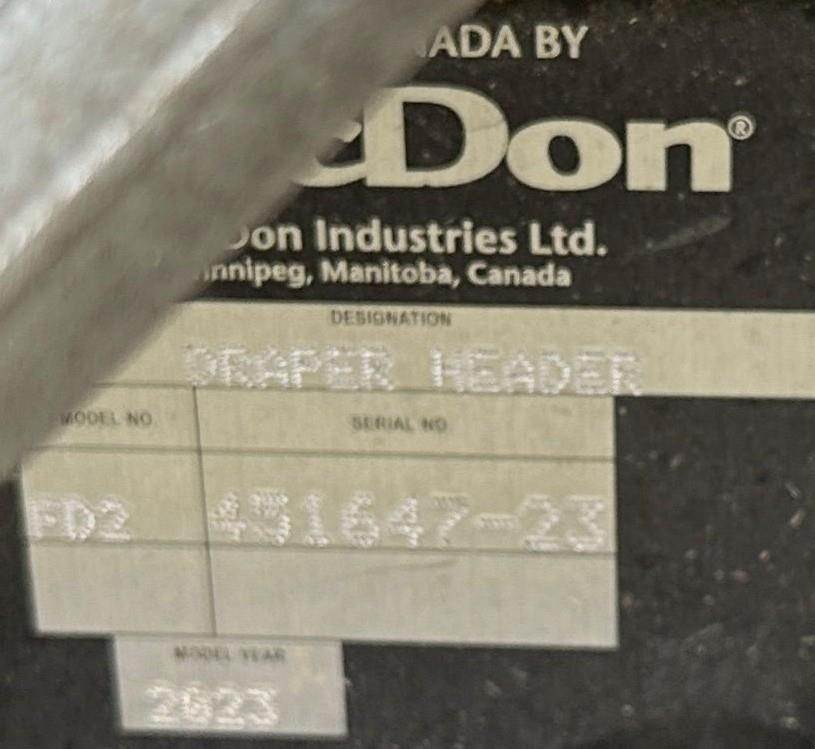 ADA BY
cDon®
Don Industries Ltd.
nnipeg, Manitoba, Canada
DESIGNATION
DRAPER HEADER
MODEL NO.
SERIAL NO.
FD2
451647-23
MODEL YEAR
2023